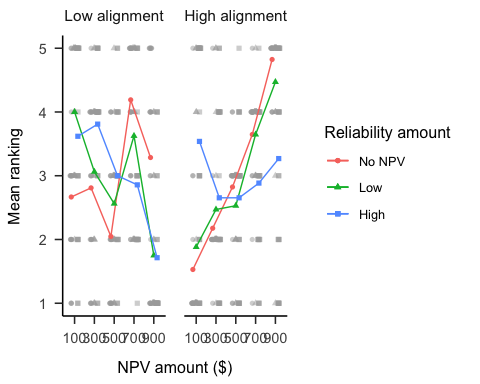 Low alignment High alignment
5
4
3
2
1
Mean ranking
100 300 500 700 900 100 300 500 700 900
NPV amount ($)
Reliability amount
No NPV
Low
High